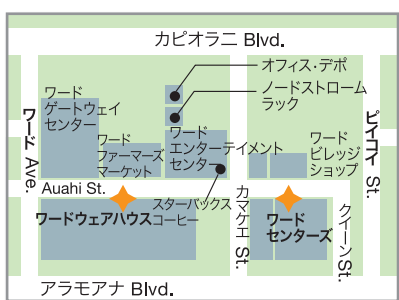 カピオラニ Blvd.
オフィス・デポ
ノードストローム
ラック
ワード
ゲートウェイ
センター
ワード
ファーマーズ
マーケット
ワード
エンターテイメント
センター
ワード
ビレッジ
ショップ
ワード Ave.
ピイコイ St.
Auahi St.
スターバックス
コーヒー
カマケエ St.
クイーン St.
ワードウェアハウス
ワード
センターズ
アラモアナ Blvd.